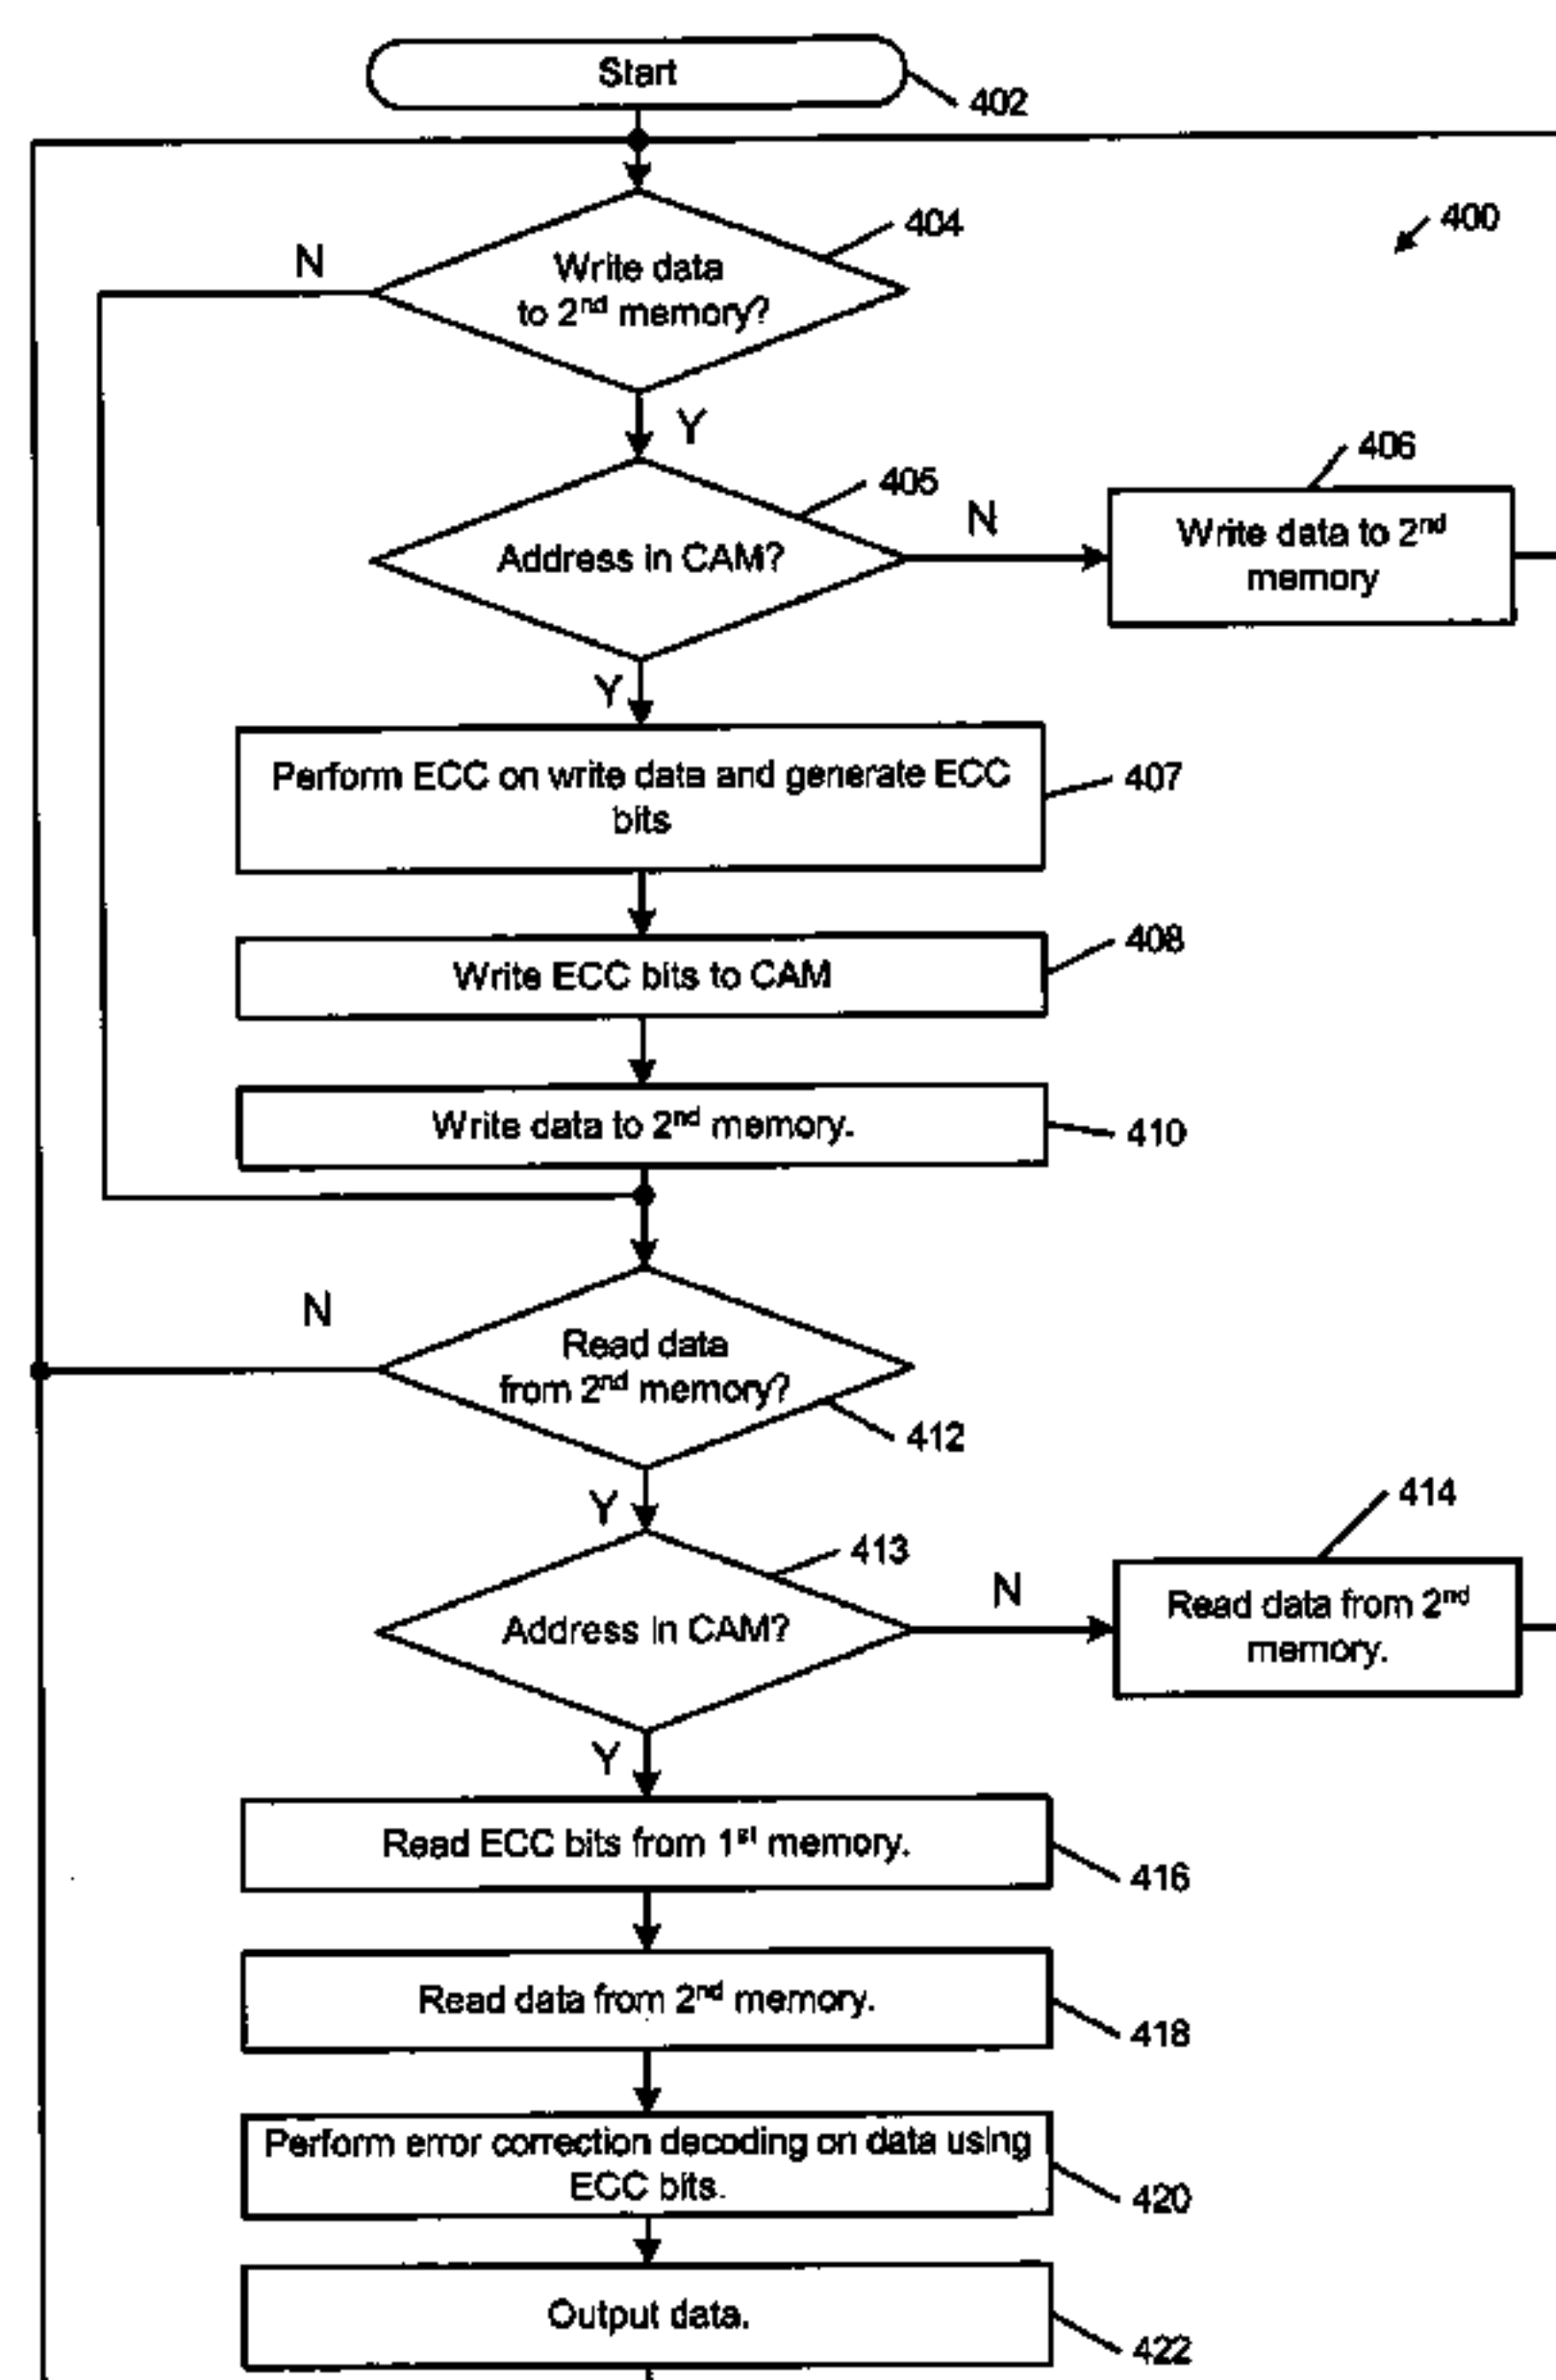 Start
402
400
404
N
Write data
to 2nd memory?
Y
406
405
N
Write data to 2nd
memory
Address in CAM?
Y
Perform ECC on write data and generate ECC
bits
407
408
Write ECC bits to CAM
Write data to 2nd memory.
410
N
Read data
from 2nd memory?
412
Y
414
413
N
Read data from 2nd
memory.
Address in CAM?
Y
Read ECC bits from 1st memory.
416
Read data from 2nd memory.
418
Perform error correction decoding on data using
ECC bits.
420
Output data.
422